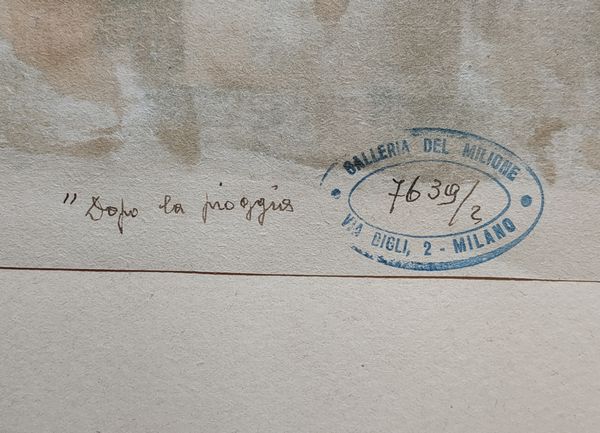 "Dopo la pioggia
GALLERIA DEL MILIONE
7639/2
VIA BIGLI, 2 - MILANO